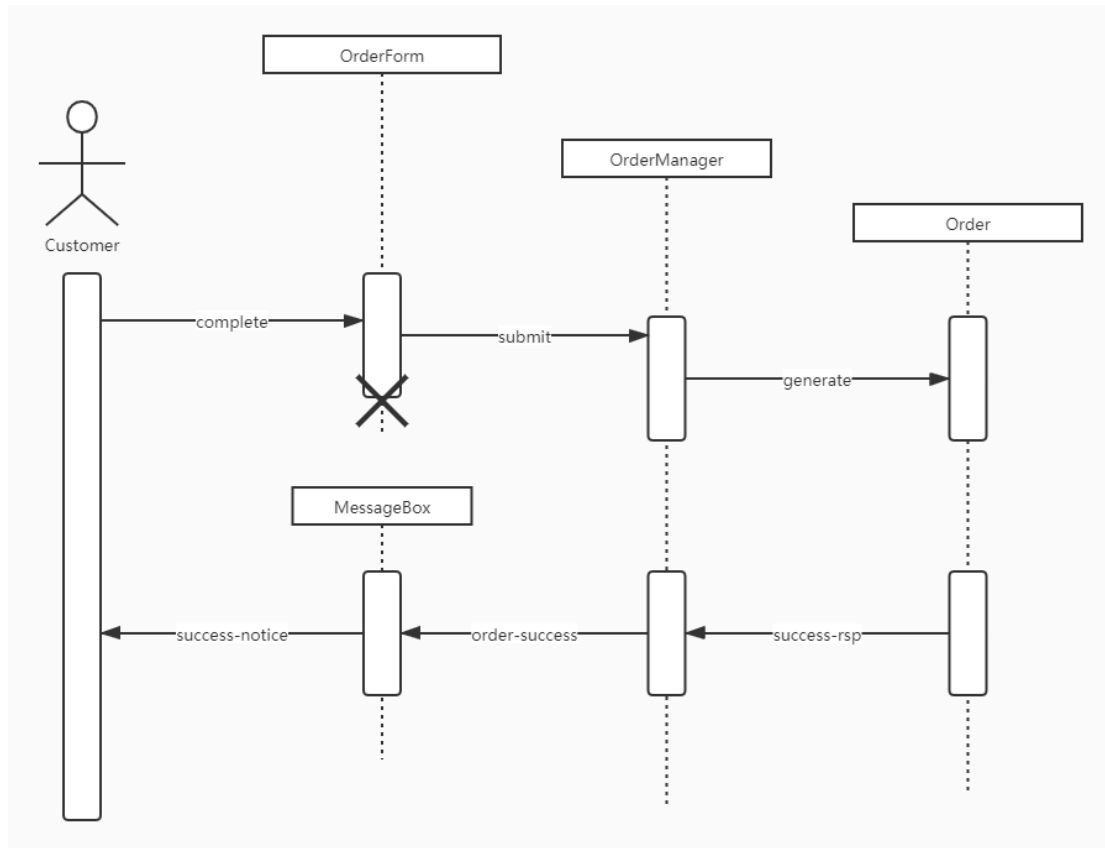 OrderForm
OrderManager
Order
Customer
complete
submit
generate
MessageBox
success-notice
order-success
success-rsp